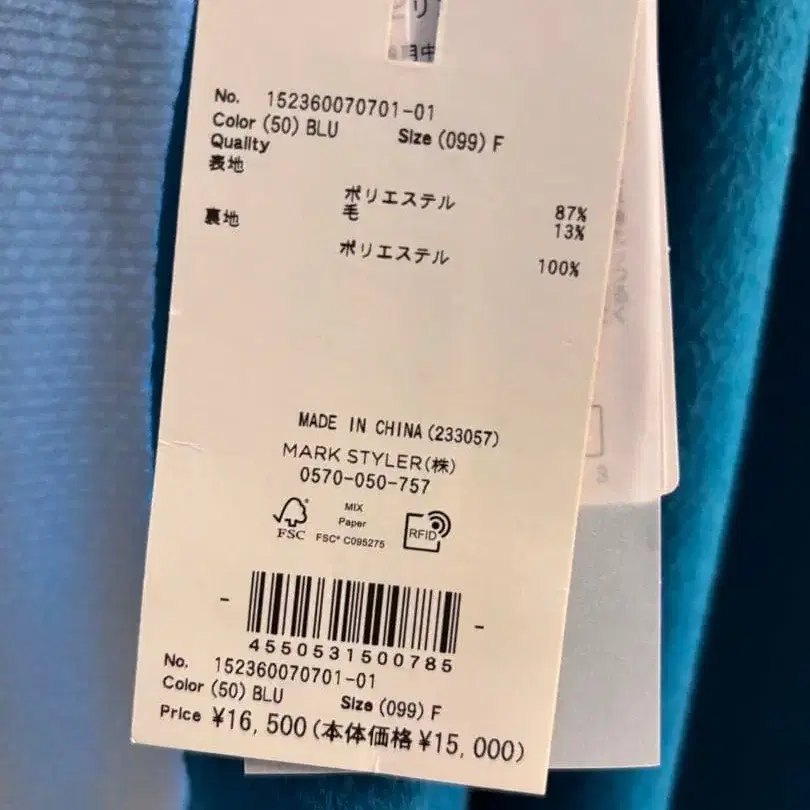 No. 152360070701-01
Color (50) BLU Size (099) F
Quality
表地
ポリエステル 87%
毛 13%
裏地
ポリエステル 100%
MADE IN CHINA (233057)
MARK STYLER(株)
0570-050-757
FSC
MIX
Paper
FSC® C095275
RFID
4550531500785
No. 152360070701-01
Color (50) BLU Size (099) F
Price ¥16,500(本体価格¥15,000)